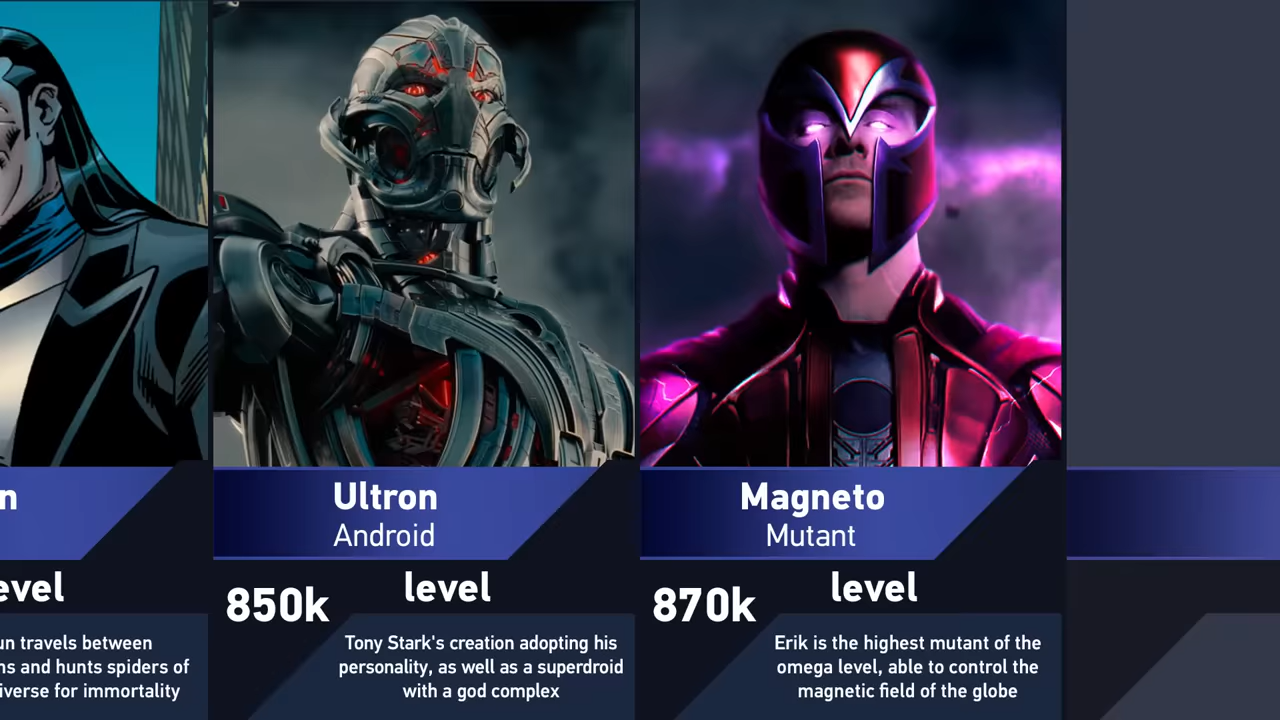 n
evel
un travels between
ns and hunts spiders of
iverse for immortality
Ultron
Android
850k
level
Tony Stark's creation adopting his
personality, as well as a superdroid
with a god complex
Magneto
Mutant
870k
level
Erik is the highest mutant of the
omega level, able to control the
magnetic field of the globe